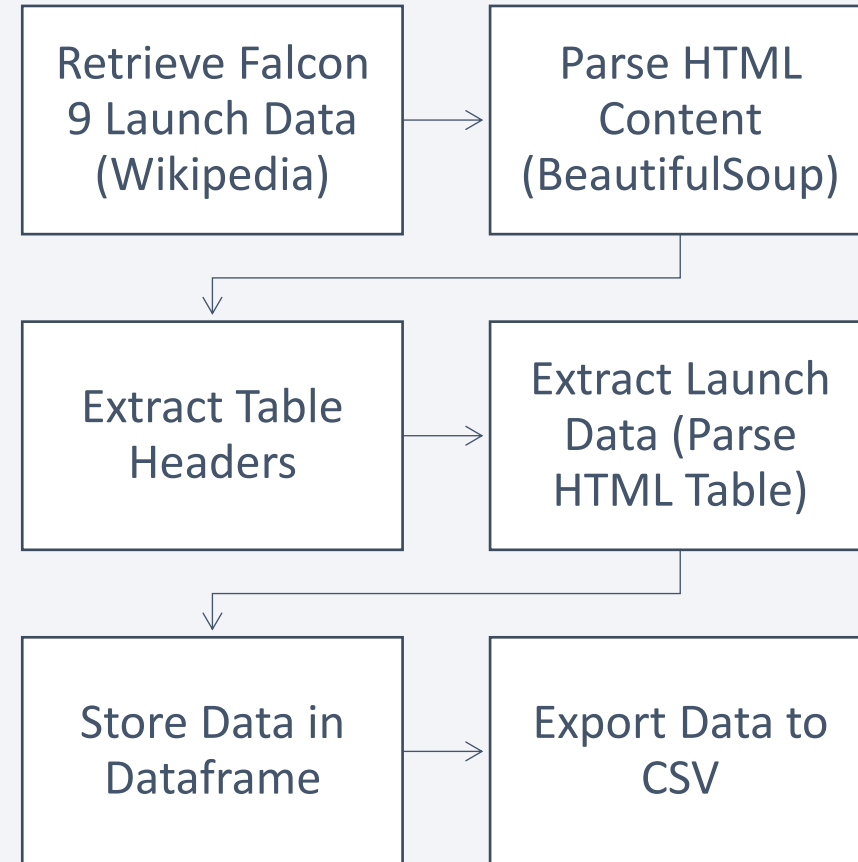 Retrieve Falcon
9 Launch Data
(Wikipedia)
Parse HTML
Content
(BeautifulSoup)
Extract Table
Headers
Extract Launch
Data (Parse
HTML Table)
Store Data in
Dataframe
Export Data to
CSV